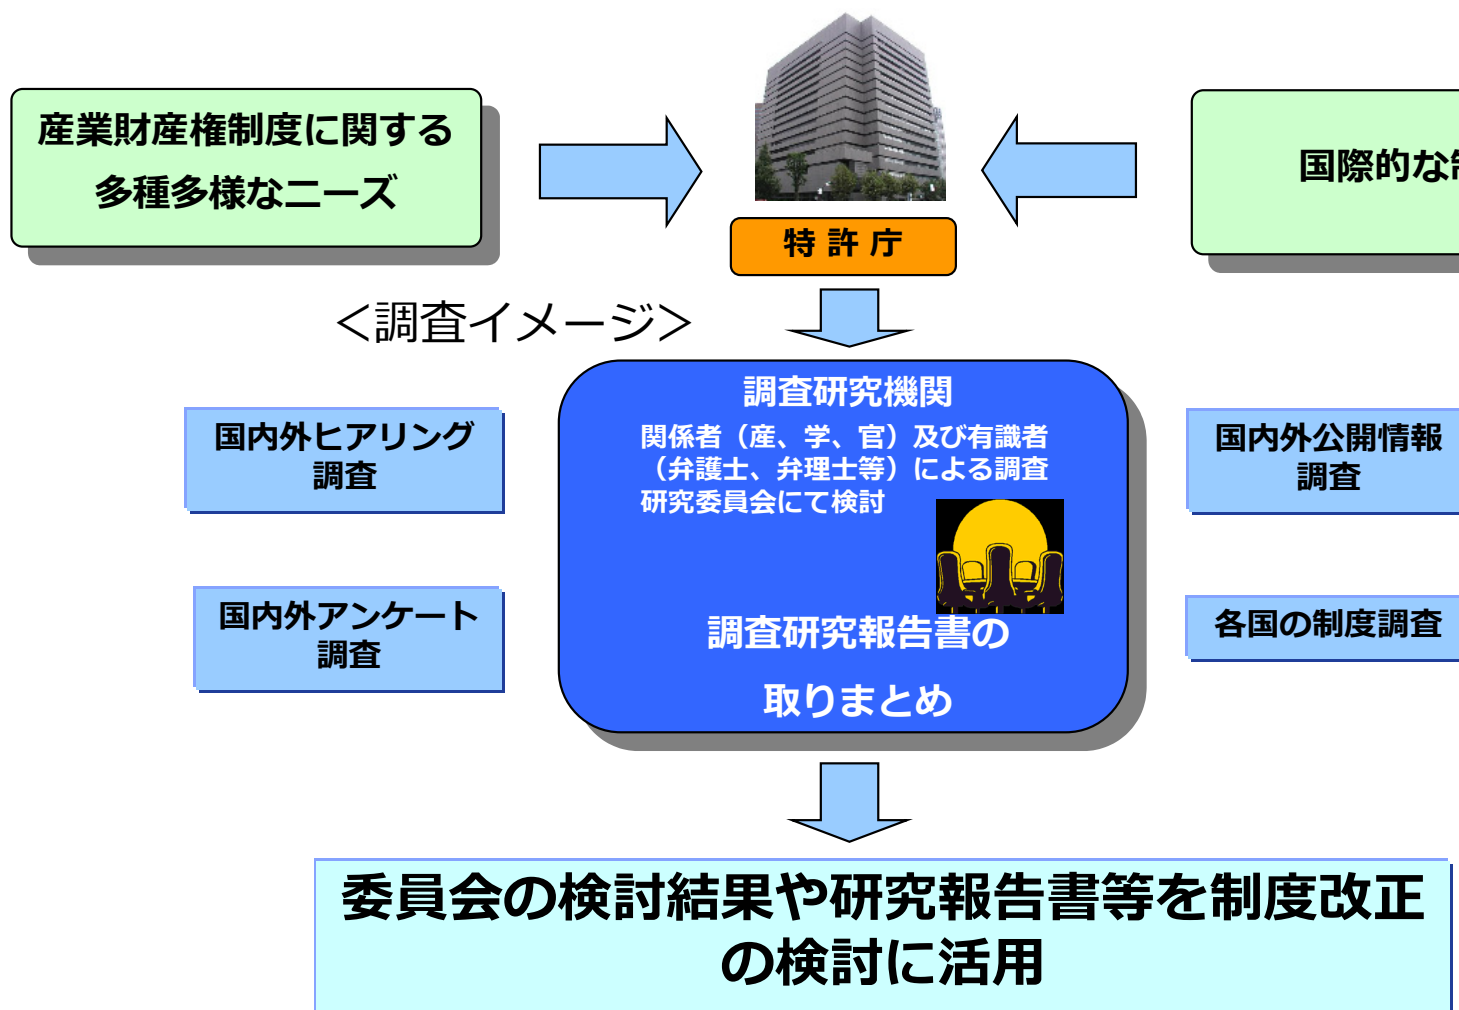 産業財産権制度に関する
多種多様なニーズ
国際的な
特許庁
<調査イメージ>
調査研究機関
関係者（産、学、官）及び有識者
（弁護士、弁理士等）による調査
研究委員会にて検討
国内外ヒアリング
調査
国内外公開情報
調査
国内外アンケート
調査
各国の制度調査
調査研究報告書の
取りまとめ
委員会の検討結果や研究報告書等を制度改正
の検討に活用